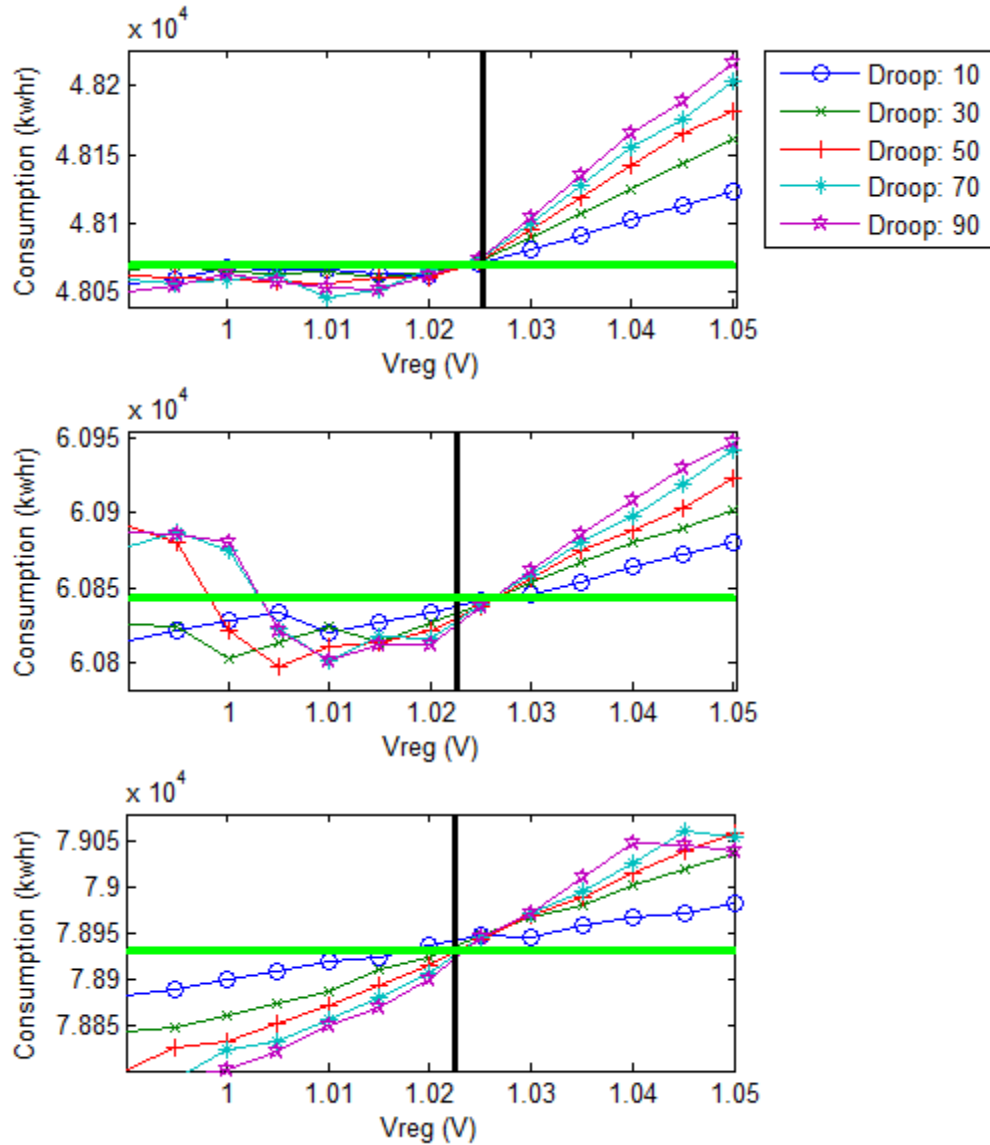 x 10^4
Consumption (kwhr)
4.82
4.815
4.81
4.805
1 1.01 1.02 1.03 1.04 1.05
Vreg (V)
Droop: 10
Droop: 30
Droop: 50
Droop: 70
Droop: 90
x 10^4
Consumption (kwhr)
6.095
6.09
6.085
6.08
1 1.01 1.02 1.03 1.04 1.05
Vreg (V)
x 10^4
Consumption (kwhr)
7.905
7.9
7.895
7.89
7.885
1 1.01 1.02 1.03 1.04 1.05
Vreg (V)